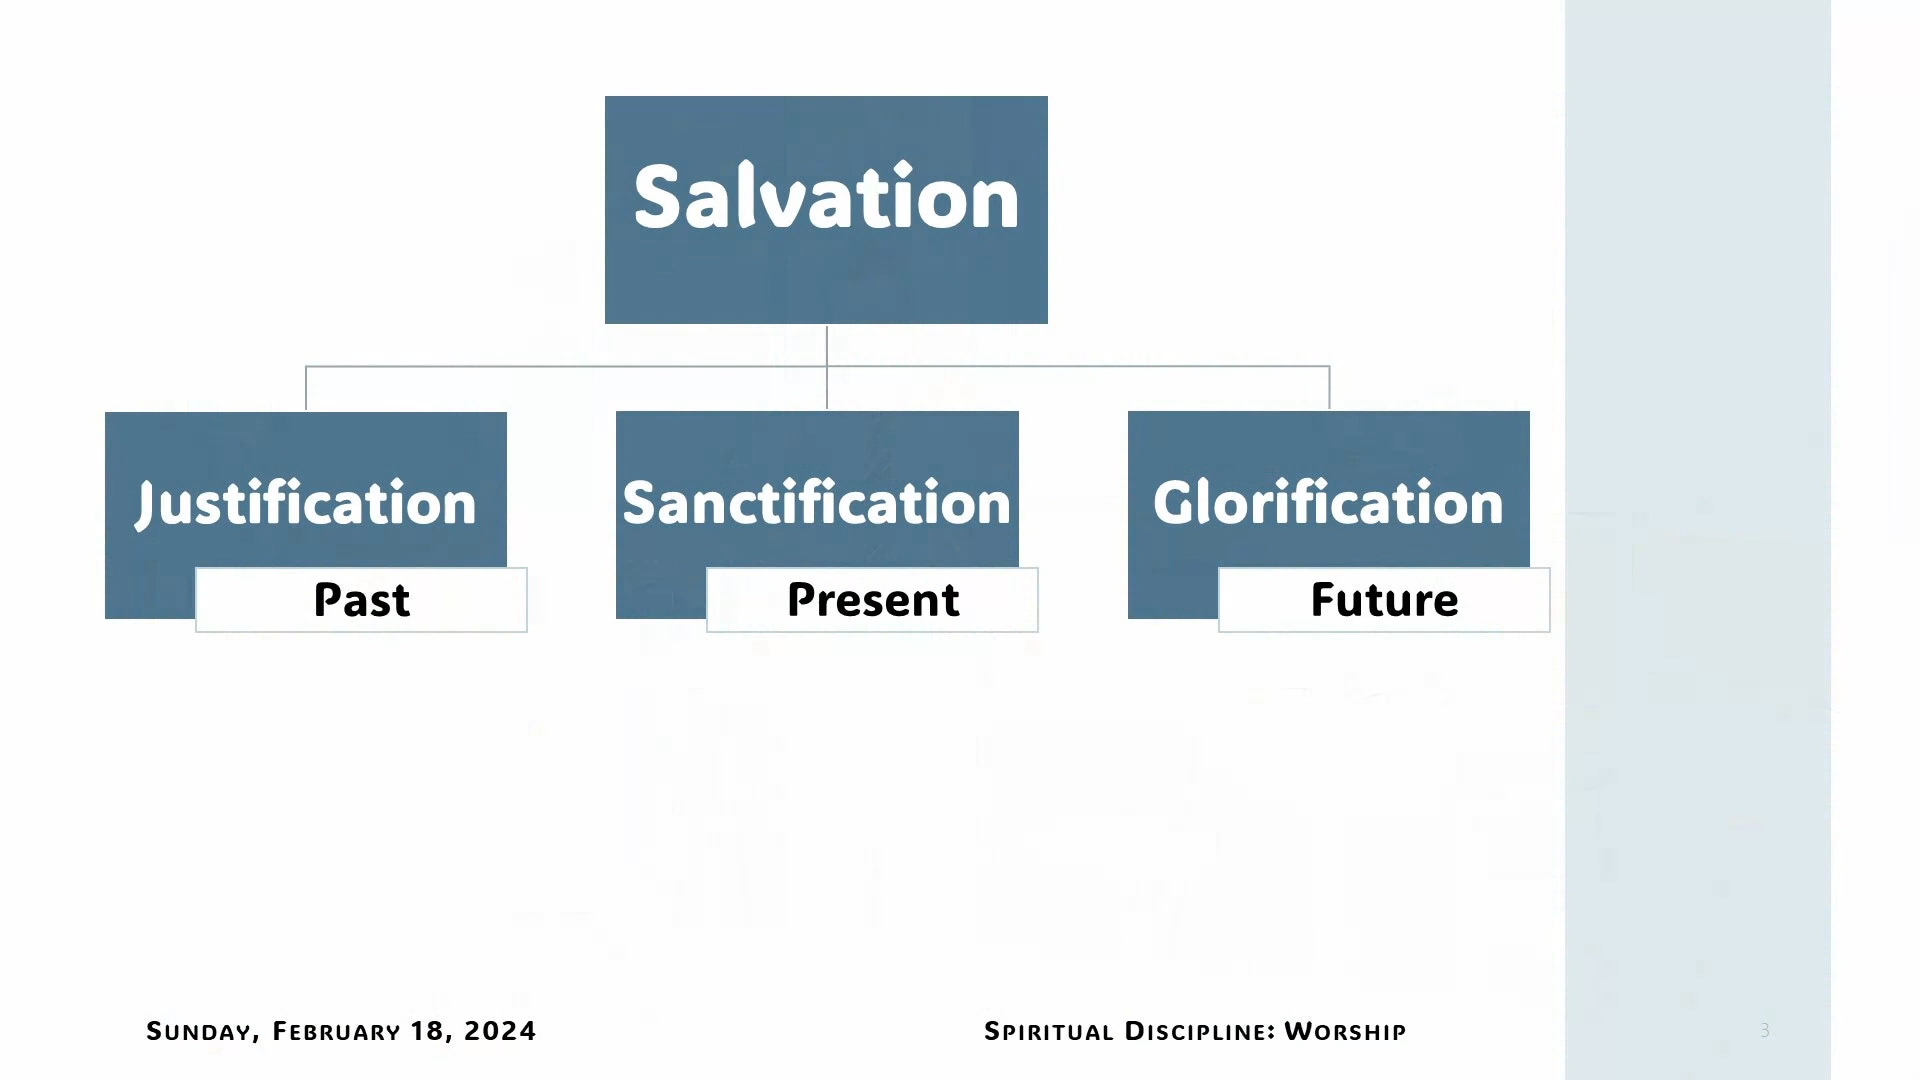 Salvation
Justification
Past
Sanctification
Present
Glorification
Future
Sunday, February 18, 2024
Spiritual Discipline: Worship
3